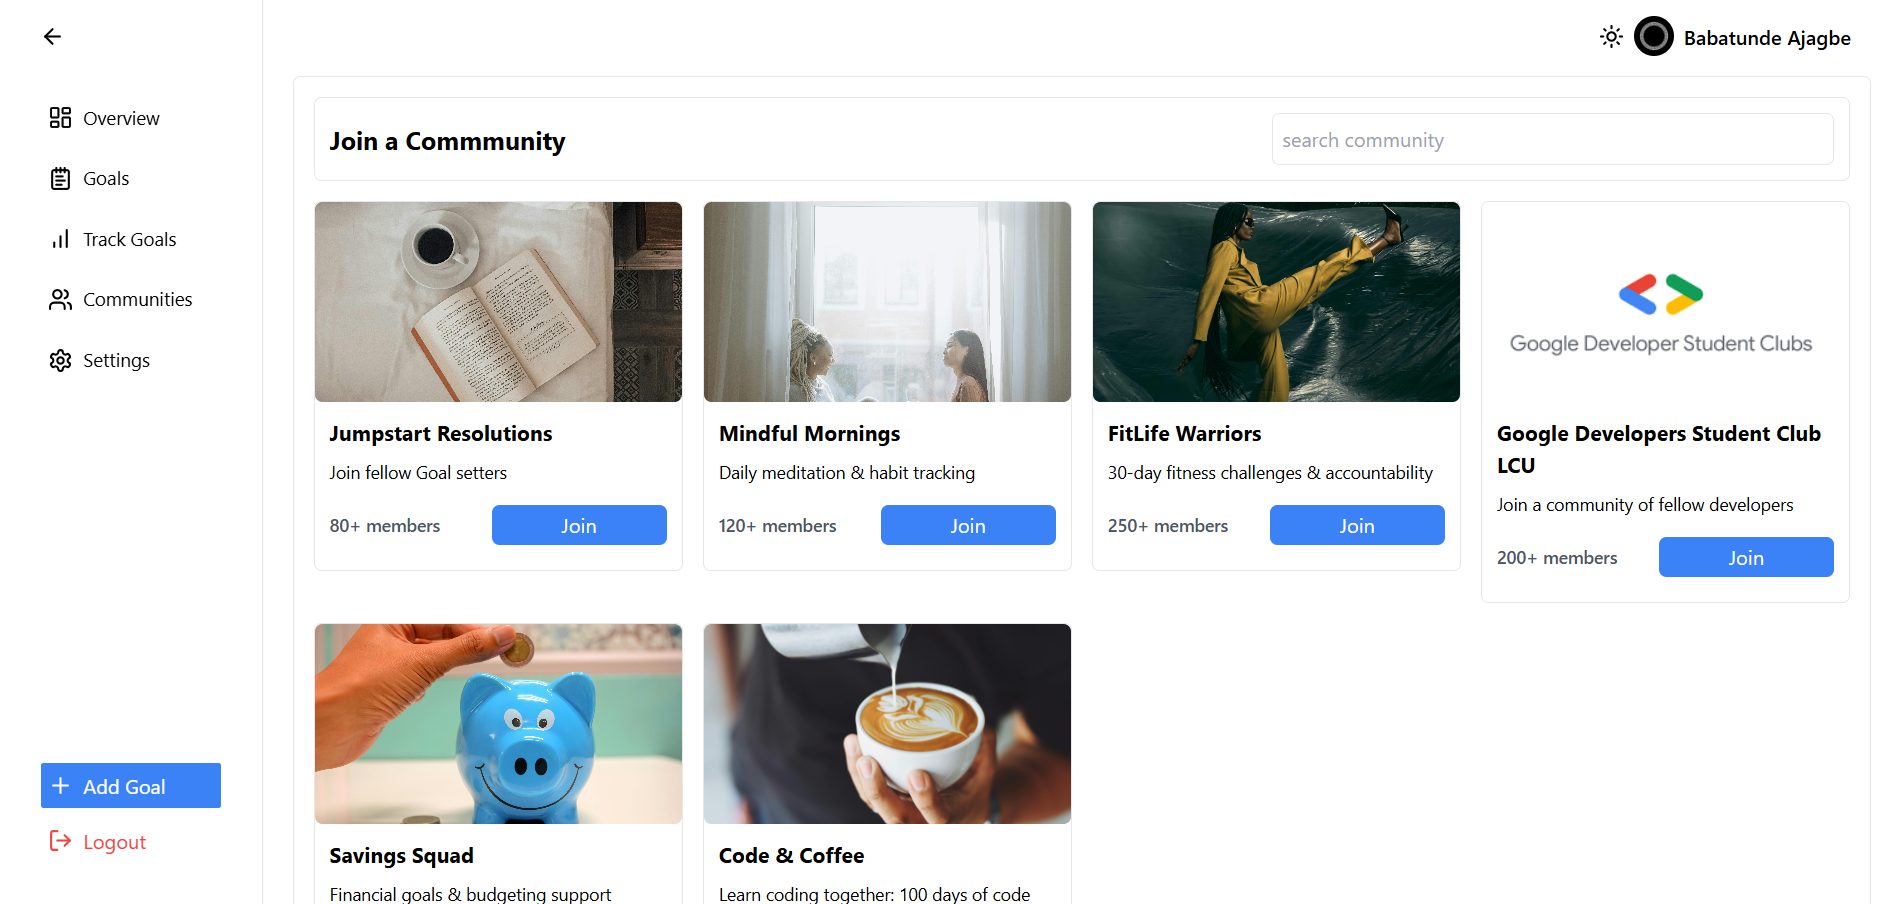 Babatunde Ajagbe
Overview
Goals
Track Goals
Communities
Settings
Add Goal
Logout
Join a Commmunity
search community
Jumpstart Resolutions
Join fellow Goal setters
80+ members
Join
Mindful Mornings
Daily meditation & habit tracking
120+ members
Join
FitLife Warriors
30-day fitness challenges & accountability
250+ members
Join
Google Developer Student Clubs
Google Developers Student Club
LCU
Join a community of fellow developers
200+ members
Join
Savings Squad
Financial goals & budgeting support
Code & Coffee
Learn coding together: 100 days of code